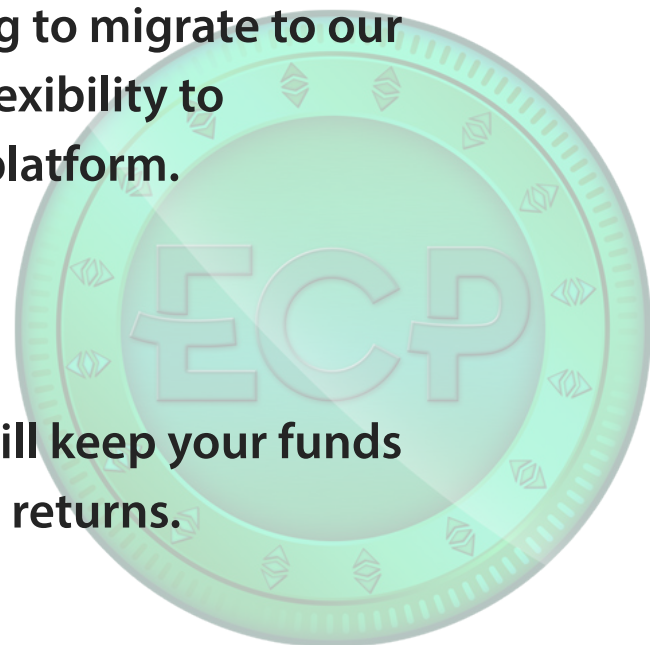 g to migrate to our
exibility to
platform.
ECP
ill keep your funds
returns.